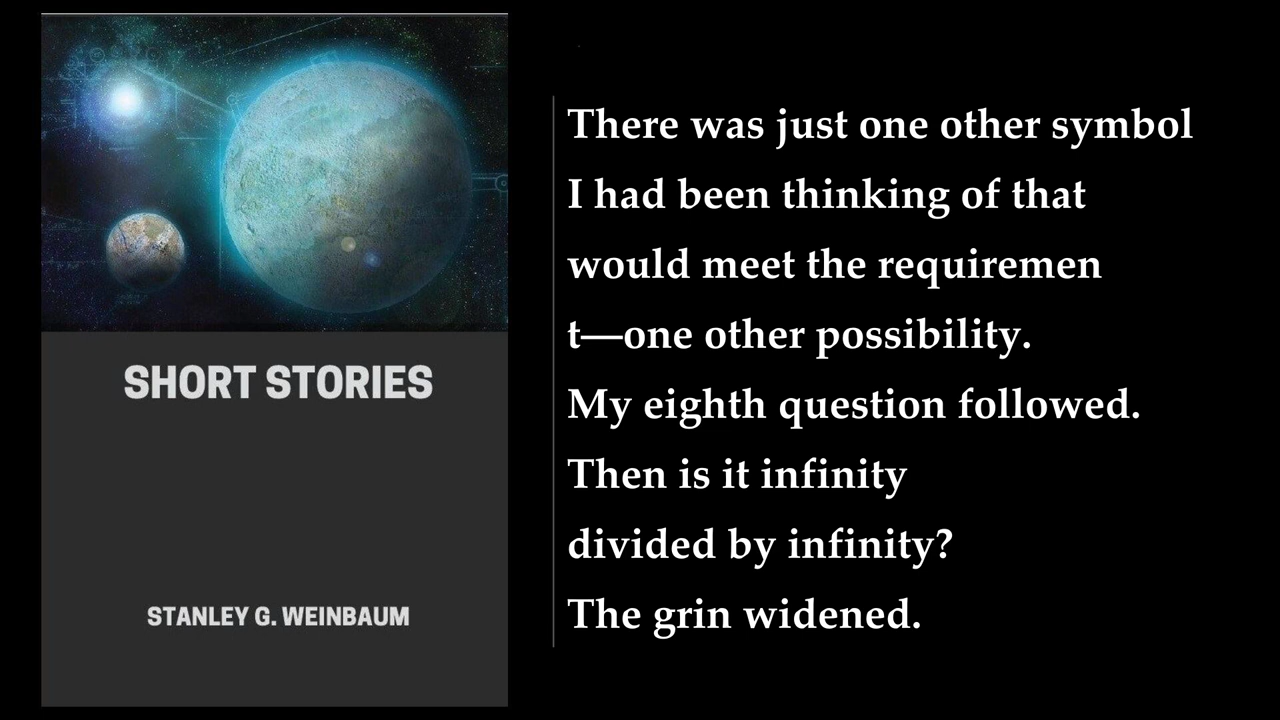 SHORT STORIES
STANLEY G. WEINBAUM
There was just one other symbol
I had been thinking of that
would meet the requiremen
t—one other possibility.
My eighth question followed.
Then is it infinity
divided by infinity?
The grin widened.